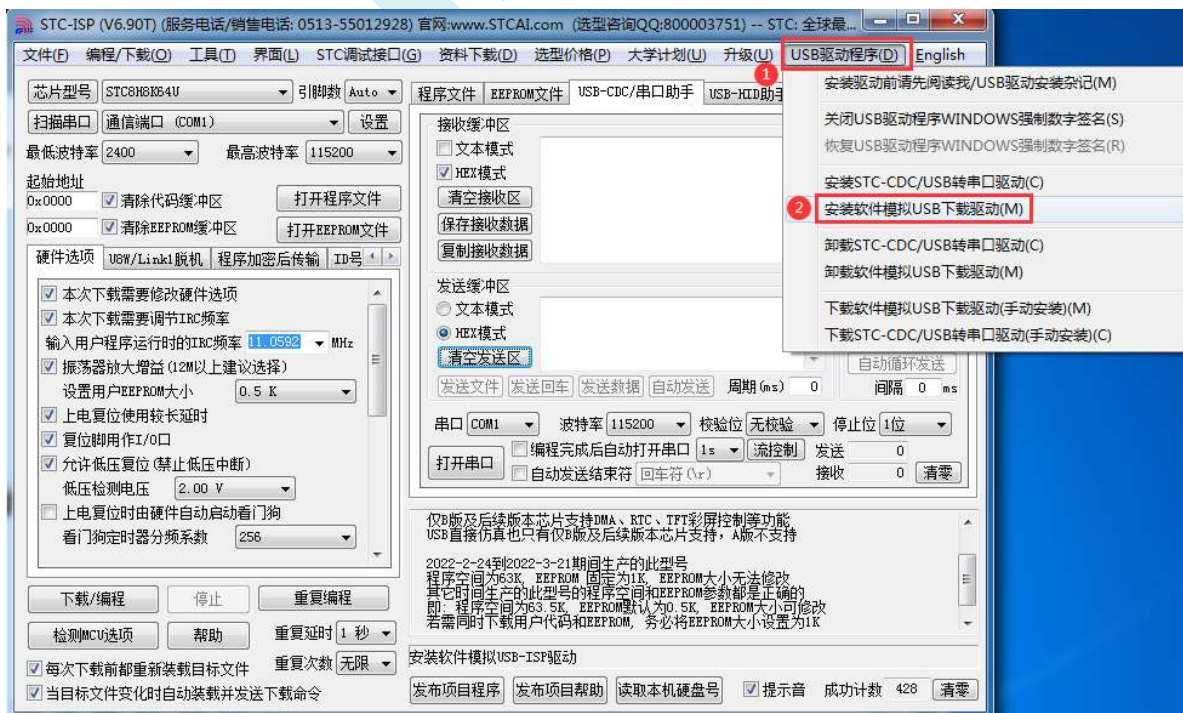 STC-ISP (V6.90T) (服务电话/销售电话: 0513-55012928) 官网:www.STCAI.com (选型咨询QQ:800003751) -- STC: 全球最...
文件(F) 编程/下载(O) 工具(T) 界面(L) STC调试接口(G) 资料下载(D) 选型价格(P) 大学计划(U) 升级(U) USB驱动程序(D) English
1
安装驱动前请先阅读我/USB驱动安装杂记(M)
关闭USB驱动程序WINDOWS强制数字签名(S)
恢复USB驱动程序WINDOWS强制数字签名(R)
安装STC-CDC/USB转串口驱动(C)
2 安装软件模拟USB下载驱动(M)
卸载STC-CDC/USB转串口驱动(C)
卸载软件模拟USB下载驱动(M)
下载软件模拟USB下载驱动(手动安装)(M)
下载STC-CDC/USB转串口驱动(手动安装)(C)
芯片型号 STC8H8K64U 引脚数 Auto
扫描串口 通信端口 (COM1) 设置
最低波特率 2400 最高波特率 115200
起始地址
0x0000 清除代码缓冲区 打开程序文件
0x0000 清除EEPROM缓冲区 打开EEPROM文件
硬件选项 U8W/Link1脱机 程序加密后传输 ID号
本次下载需要修改硬件选项
本次下载需要调节IRC频率
输入用户程序运行时的IRC频率 11.0592 MHz
振荡器放大增益(12M以上建议选择)
设置用户EEPROM大小 0.5 K
上电复位使用较长延时
复位脚用作I/O口
允许低压复位(禁止低压中断)
低压检测电压 2.00 V
上电复位时由硬件自动启动看门狗
看门狗定时器分频系数 256
下载/编程 停止 重复编程
检测MCU选项 帮助 重复延时 1 秒
每次下载前都重新装载目标文件 重复次数 无限
当目标文件变化时自动装载并发送下载命令
程序文件 EEPROM文件 USB-CDC/串口助手 USB-HID助手
接收缓冲区
文本模式
HEX模式
清空接收区
保存接收数据
复制接收数据
发送缓冲区
文本模式
HEX模式
清空发送区
自动循环发送
发送文件 发送回车 发送数据 自动发送 周期(ms) 0 间隔 0 ms
串口 COM1 波特率 115200 校验位 无校验 停止位 1位
打开串口 编程完成后自动打开串口 1s 流控制 发送 0
自动发送结束符 回车符(\r) 接收 0 清零
仅B版及后续版本芯片支持DMA、RTC、TFT彩屏控制等功能
USB直接仿真也只有仅B版及后续版本芯片支持，A版不支持
2022-2-24到2022-3-21期间生产的此型号
程序空间为63K，EEPROM 固定为1K，EEPROM大小无法修改
其它时间生产的此型号的程序空间和EEPROM参数都是正确的
即: 程序空间为63.5K, EEPROM默认为0.5K, EEPROM大小可修改
若需同时下载用户代码和EEPROM, 务必将EEPROM大小设置为1K
安装软件模拟USB-ISP驱动
发布项目程序 发布项目帮助 读取本机硬盘号 提示音 成功计数 428 清零